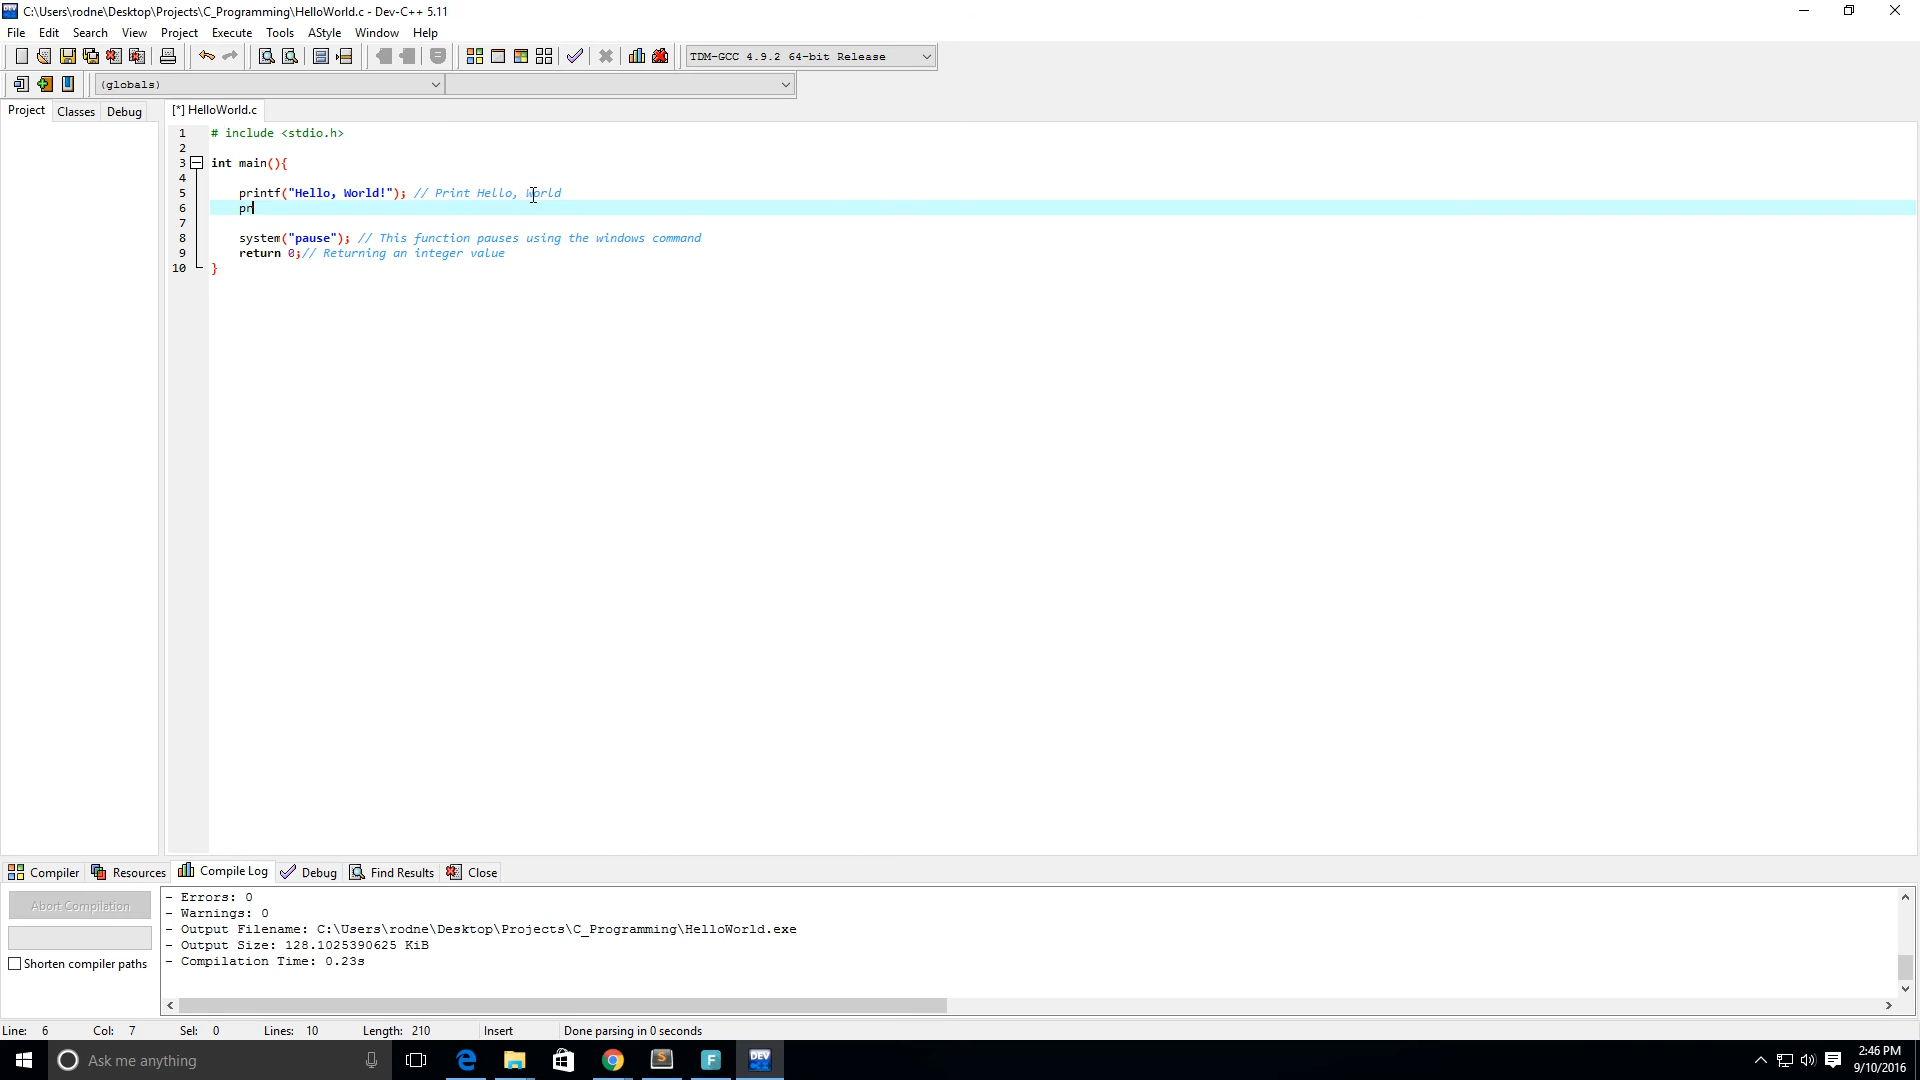 C:\Users\rodne\Desktop\Projects\C_Programming\HelloWorld.c - Dev-C++ 5.11
File Edit Search View Project Execute Tools AStyle Window Help
TDM-GCC 4.9.2 64-bit Release
(globals)
Project Classes Debug [*] HelloWorld.c
1 # include <stdio.h>
2
3 int main(){
4
5 printf("Hello, World!"); // Print Hello, World
6 pr
7
8 system("pause"); // This function pauses using the windows command
9 return 0;// Returning an integer value
10 }
Compiler Resources Compile Log Debug Find Results Close
Abort Compilation
Shorten compiler paths
- Errors: 0
- Warnings: 0
- Output Filename: C:\Users\rodne\Desktop\Projects\C_Programming\HelloWorld.exe
- Output Size: 128.1025390625 KiB
- Compilation Time: 0.23s
Line: 6 Col: 7 Sel: 0 Lines: 10 Length: 210 Insert Done parsing in 0 seconds
Ask me anything
S F DEV
2:46 PM
9/10/2016